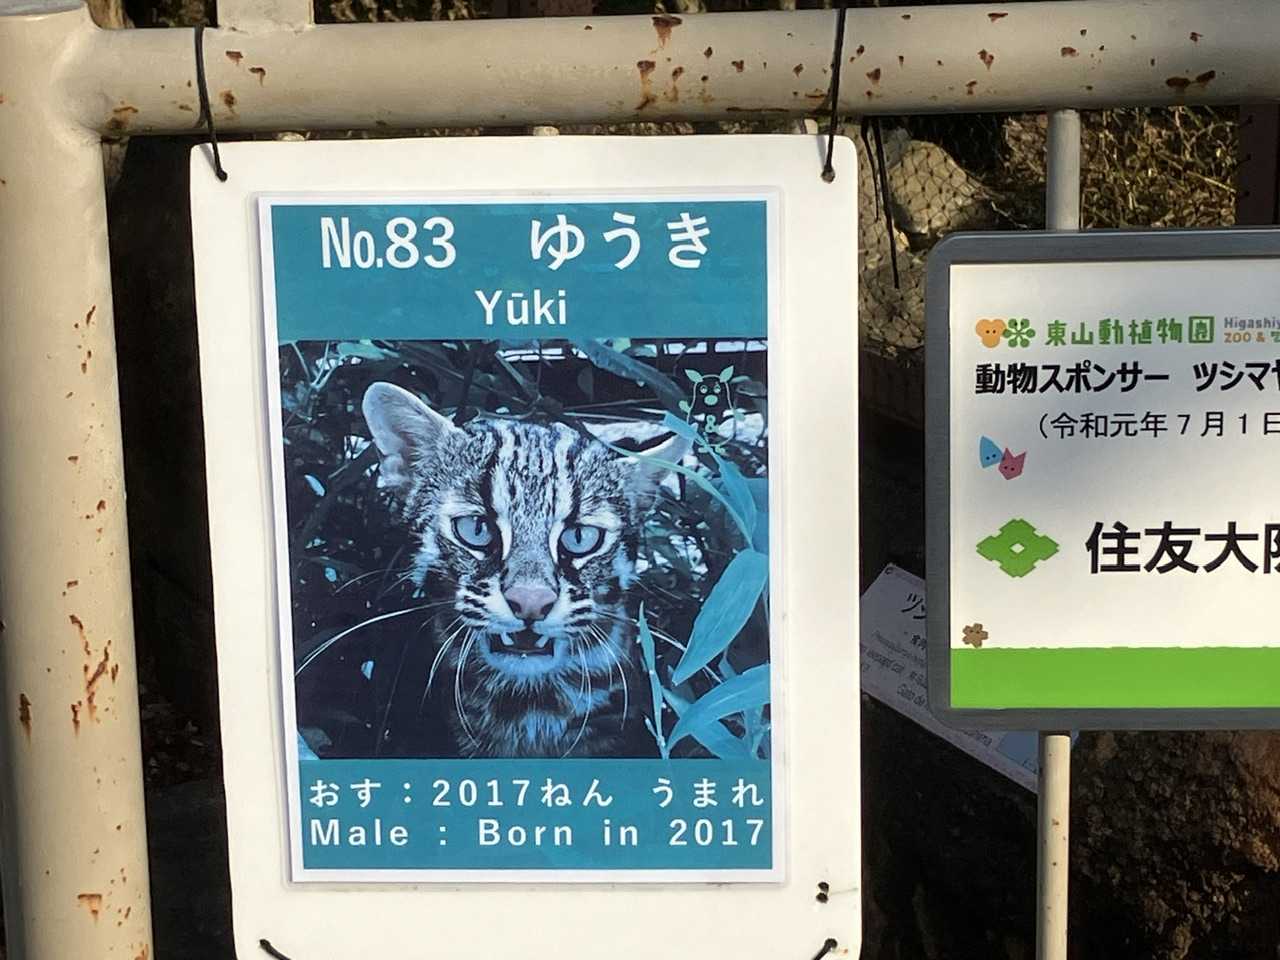 No.83 ゆうき
Yūki
&
おす：2017ねん うまれ
Male : Born in 2017
東山動植物園
ZOO &
動物スポンサー ツシマヤ
（令和元年７月１日
住友大